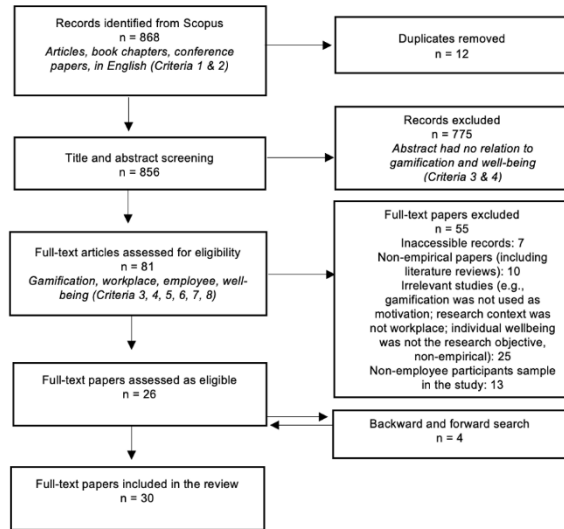 Records identified from Scopus
n = 868
Articles, book chapters, conference
papers, in English (Criteria 1 & 2)
Duplicates removed
n = 12
Title and abstract screening
n = 856
Records excluded
n = 775
Abstract had no relation to
gamification and well-being
(Criteria 3 & 4)
Full-text articles assessed for eligibility
n = 81
Gamification, workplace, employee, well-
being (Criteria 3, 4, 5, 6, 7, 8)
Full-text papers excluded
n = 55
Inaccessible records: 7
Non-empirical papers (including
literature reviews): 10
Irrelevant studies (e.g.,
gamification was not used as
motivation; research context was
not workplace; individual wellbeing
was not the research objective,
non-empirical): 25
Non-employee participants sample
in the study: 13
Full-text papers assessed as eligible
n = 26
Backward and forward search
n = 4
Full-text papers included in the review
n = 30